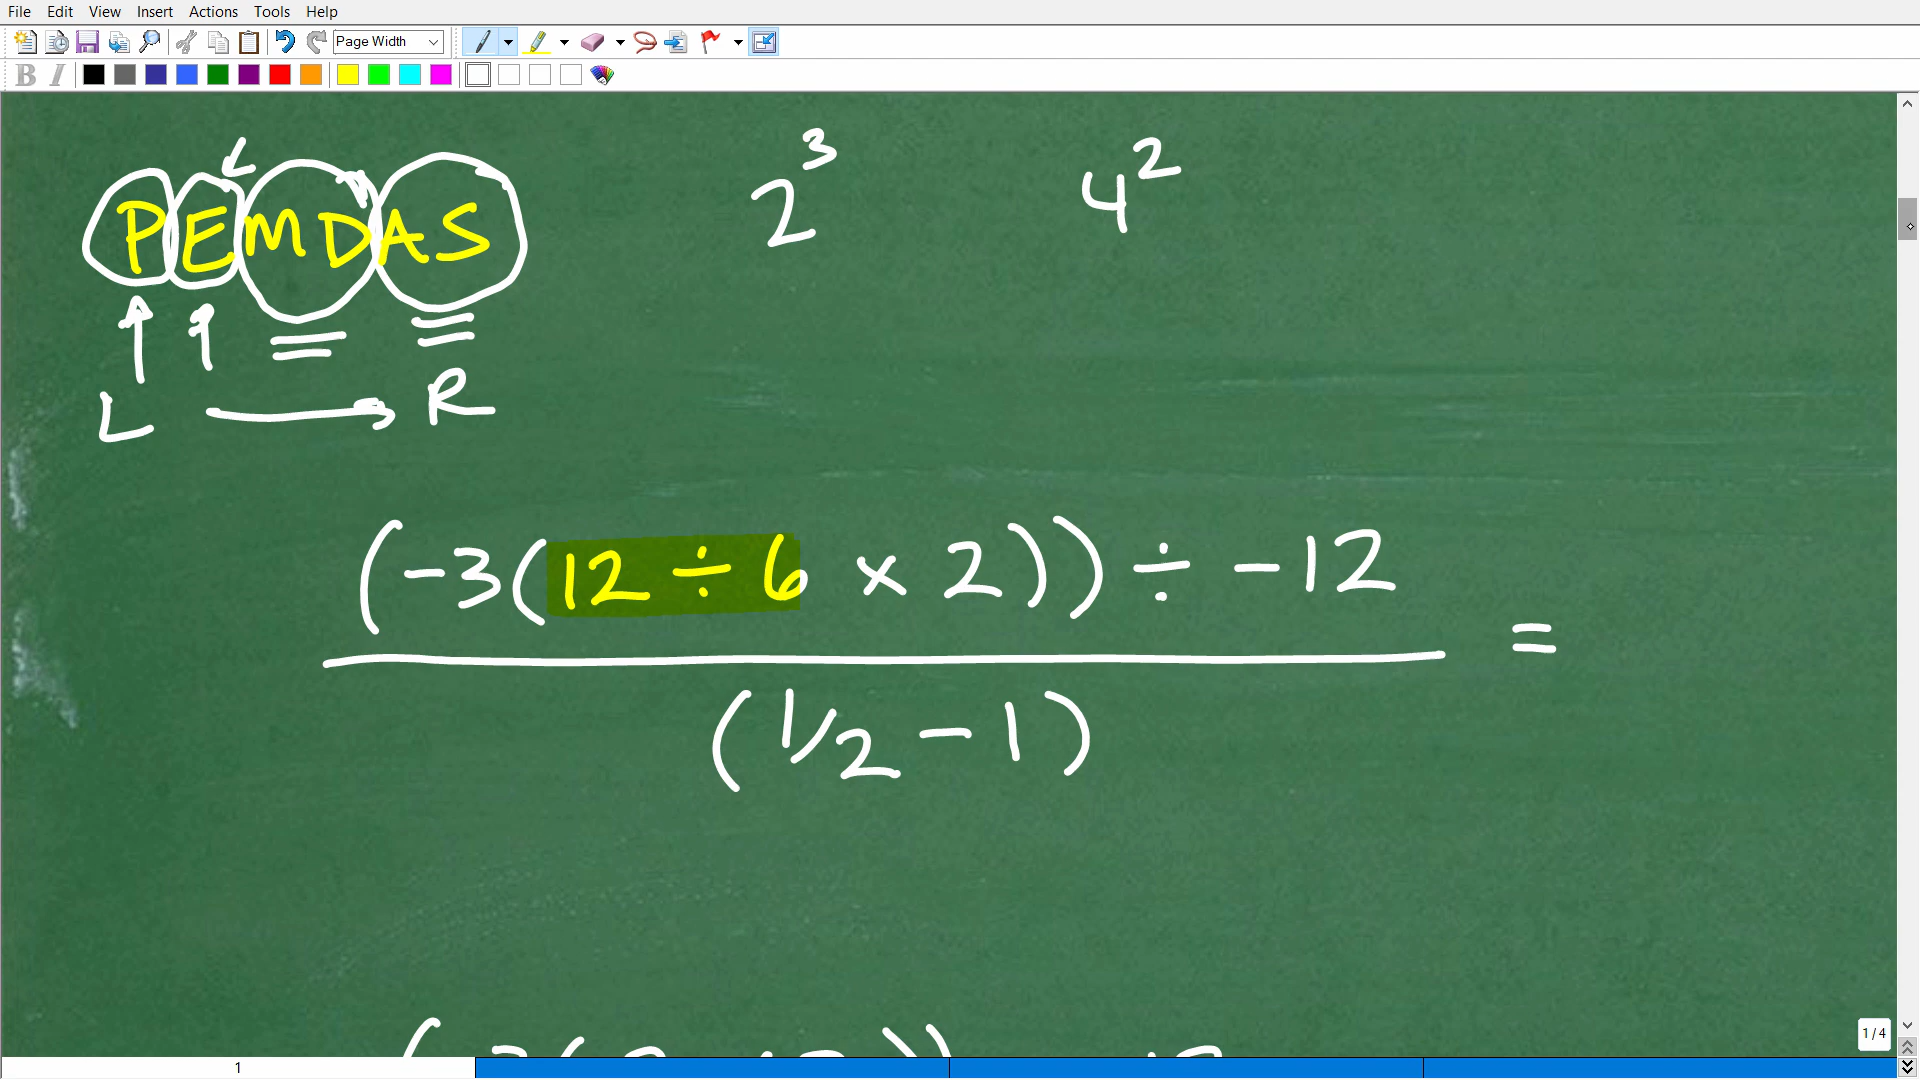 File Edit View Insert Actions Tools Help
Page Width
B I
PEMDAS
L → R
2³ 4²
(-3(12 ÷ 6 × 2)) ÷ -12
=
(1/2 - 1)
1 / 4
1